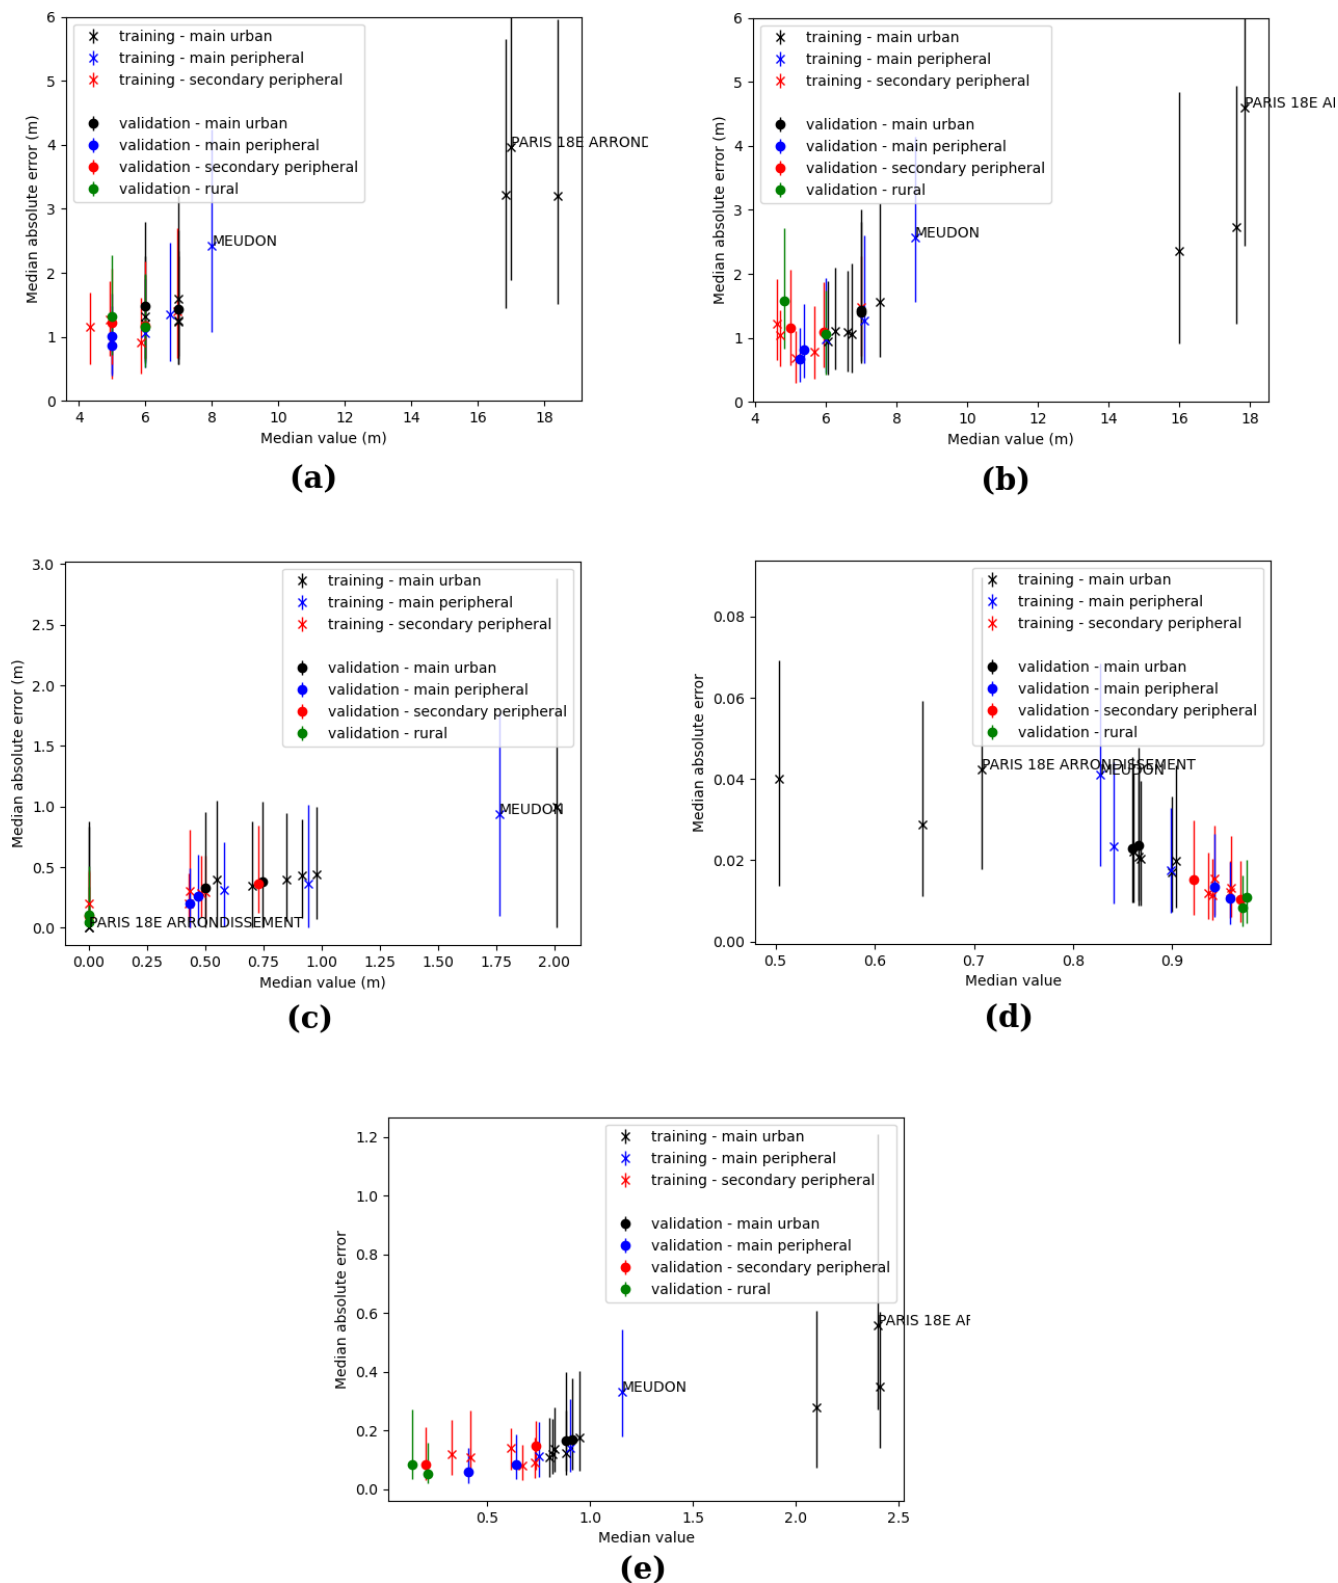 training - main urban
training - main peripheral
training - secondary peripheral
validation - main urban
validation - main peripheral
validation - secondary peripheral
validation - rural
PARIS 18E ARROND
MEUDON
Median absolute error (m)
6
5
4
3
2
1
0
4 6 8 10 12 14 16 18
Median value (m)
(a)
training - main urban
training - main peripheral
training - secondary peripheral
validation - main urban
validation - main peripheral
validation - secondary peripheral
validation - rural
PARIS 18E AI
MEUDON
Median absolute error (m)
6
5
4
3
2
1
0
4 6 8 10 12 14 16 18
Median value (m)
(b)
training - main urban
training - main peripheral
training - secondary peripheral
validation - main urban
validation - main peripheral
validation - secondary peripheral
validation - rural
MEUDON
PARIS 18E ARRONDISSEMENT
Median absolute error (m)
3.0
2.5
2.0
1.5
1.0
0.5
0.0
0.00 0.25 0.50 0.75 1.00 1.25 1.50 1.75 2.00
Median value (m)
(c)
training - main urban
training - main peripheral
training - secondary peripheral
validation - main urban
validation - main peripheral
validation - secondary peripheral
validation - rural
PARIS 18E ARRONDISSEMENT
MEUDON
Median absolute error
0.08
0.06
0.04
0.02
0.00
0.5 0.6 0.7 0.8 0.9
Median value
(d)
training - main urban
training - main peripheral
training - secondary peripheral
validation - main urban
validation - main peripheral
validation - secondary peripheral
validation - rural
PARIS 18E AF
MEUDON
Median absolute error
1.2
1.0
0.8
0.6
0.4
0.2
0.0
0.5 1.0 1.5 2.0 2.5
Median value
(e)